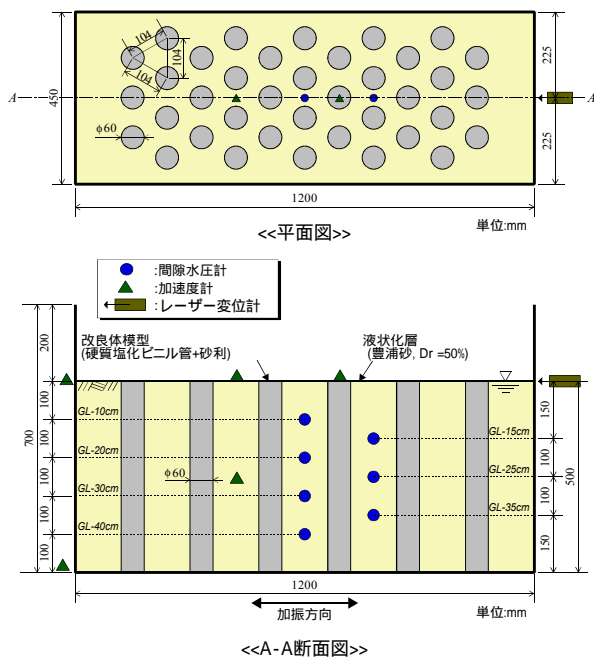 104
104
104
φ60
A
A
450
225
225
1200
単位:mm
<<平面図>>
:間隙水圧計
:加速度計
:レーザー変位計
改良体模型
(硬質塩化ビニル管+砂利)
液状化層
(豊浦砂, Dr =50%)
200
700
100
100
100
100
100
GL-10cm
GL-20cm
GL-30cm
GL-40cm
φ60
GL-15cm
GL-25cm
GL-35cm
150
100
100
150
500
1200
加振方向
単位:mm
<<A-A断面図>>